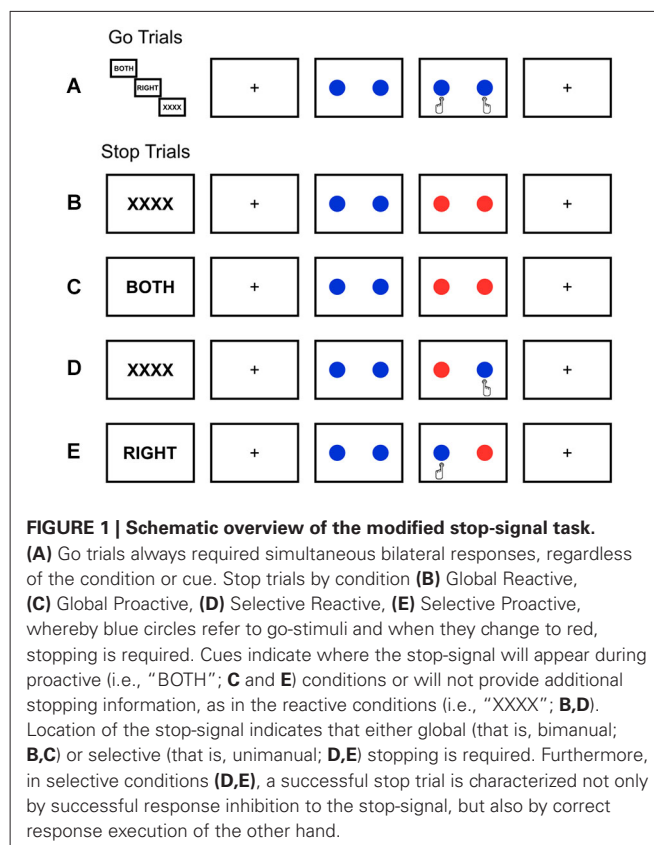 Go Trials
BOTH
RIGHT
XXXX
A + +
Stop Trials
B XXXX + +
C BOTH + +
D XXXX + +
E RIGHT + +
FIGURE 1 | Schematic overview of the modified stop-signal task.
(A) Go trials always required simultaneous bilateral responses, regardless
of the condition or cue. Stop trials by condition (B) Global Reactive,
(C) Global Proactive, (D) Selective Reactive, (E) Selective Proactive,
whereby blue circles refer to go-stimuli and when they change to red,
stopping is required. Cues indicate where the stop-signal will appear during
proactive (i.e., “BOTH”; C and E) conditions or will not provide additional
stopping information, as in the reactive conditions (i.e., “XXXX”; B,D).
Location of the stop-signal indicates that either global (that is, bimanual;
B,C) or selective (that is, unimanual; D,E) stopping is required. Furthermore,
in selective conditions (D,E), a successful stop trial is characterized not only
by successful response inhibition to the stop-signal, but also by correct
response execution of the other hand.